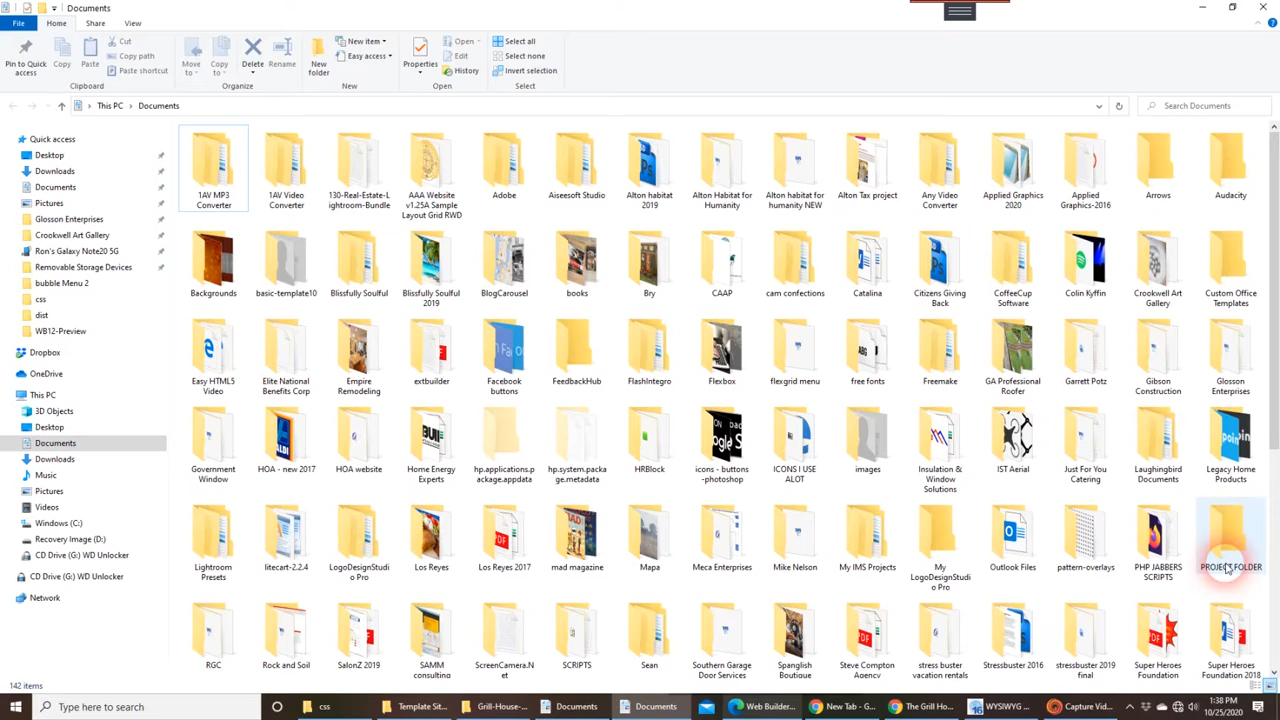 Documents
File
Home
Share
View
Pin to Quick access
Copy
Paste
Cut
Copy path
Paste shortcut
Clipboard
Move to
Copy to
Delete
Rename
Organize
New folder
New item
Easy access
New
Properties
Open
Edit
History
Open
Select all
Select none
Invert selection
Select
This PC
Documents
Search Documents
Quick access
Desktop
Downloads
Documents
Pictures
Glosson Enterprises
Crookwell Art Gallery
Ron's Galaxy Note20 5G
Removable Storage Devices
bubble Menu 2
css
dist
WB12-Preview
Dropbox
OneDrive
This PC
3D Objects
Desktop
Documents
Downloads
Music
Pictures
Videos
Windows (C:)
Recovery Image (D:)
CD Drive (G:) WD Unlocker
CD Drive (G:) WD Unlocker
Network
1AV MP3 Converter
1AV Video Converter
130-Real-Estate-Lightroom-Bundle
AAA Website v1.25A Sample Layout Grid RWD
Adobe
Aiseesoft Studio
Alton habitat 2019
Alton Habitat for Humanity
Alton habitat for humanity NEW
Alton Tax project
Any Video Converter
Applied Graphics 2020
Applied Graphics-2016
Arrows
Audacity
Backgrounds
basic-template10
Blissfully Soulful
Blissfully Soulful 2019
BlogCarousel
books
Bry
CAAP
cam confections
Catalina
Citizens Giving Back
CoffeeCup Software
Colin Kyffin
Crookwell Art Gallery
Custom Office Templates
Easy HTML5 Video
Elite National Benefits Corp
Empire Remodeling
extbuilder
Facebook buttons
FeedbackHub
FlashIntegro
Flexbox
flexgrid menu
free fonts
Freemake
GA Professional Roofer
Garrett Potz
Gibson Construction
Glosson Enterprises
Government Window
HOA - new 2017
HOA website
Home Energy Experts
hp.applications.package.appdata
hp.system.package.metadata
HRBlock
icons - buttons -photoshop
ICONS I USE ALOT
images
Insulation & Window Solutions
IST Aerial
Just For You Catering
Laughingbird Documents
Legacy Home Products
Lightroom Presets
litecart-2.2.4
LogoDesignStudio Pro
Los Reyes
Los Reyes 2017
mad magazine
Mapa
Meca Enterprises
Mike Nelson
My IMS Projects
My LogoDesignStudio Pro
Outlook Files
pattern-overlays
PHP JABBERS SCRIPTS
PROJECT FOLDER
RGC
Rock and Soil
SalonZ 2019
SAMM consulting
ScreenCamera.Net
SCRIPTS
Sean
Southern Garage Door Services
Spanglish Boutique
Steve Compton Agency
stress buster vacation rentals
Stressbuster 2016
stressbuster 2019 final
Super Heroes Foundation
Super Heroes Foundation 2018
142 items
Type here to search
css
Template Sit...
Grill-House-...
Documents
Documents
Web Builder...
New Tab - G...
The Grill Ho...
WYSIWYG ...
Capturing - ...
1:38 PM
10/25/2020